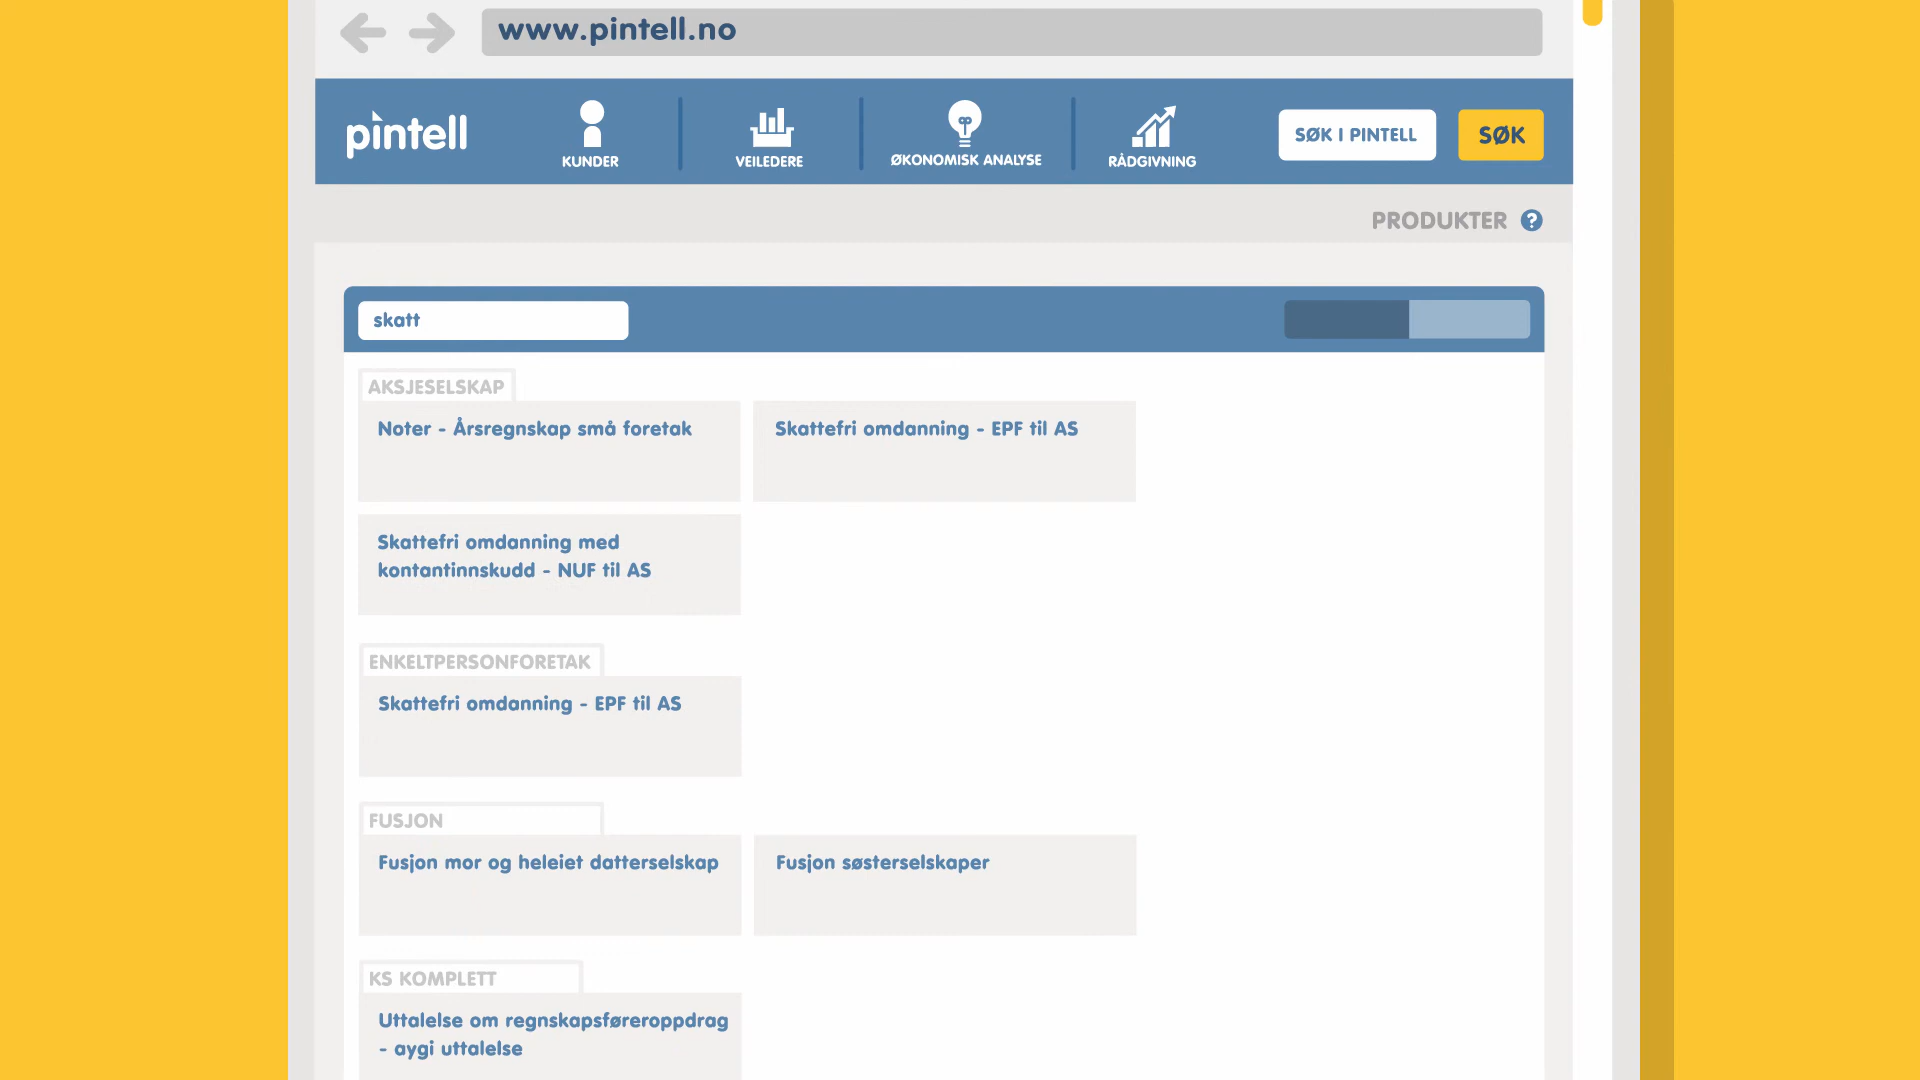 www.pintell.no
pintell
KUNDER
VEILEDERE
ØKONOMISK ANALYSE
RÅDGIVNING
SØK I PINTELL
SØK
PRODUKTER ?
skatt
AKSJESELSKAP
Noter - Årsregnskap små foretak
Skattefri omdanning - EPF til AS
Skattefri omdanning med
kontantinnskudd - NUF til AS
ENKELTPERSONFORETAK
Skattefri omdanning - EPF til AS
FUSJON
Fusjon mor og heleiet datterselskap
Fusjon søsterselskaper
KS KOMPLETT
Uttalelse om regnskapsføreroppdrag
- aygi uttalelse